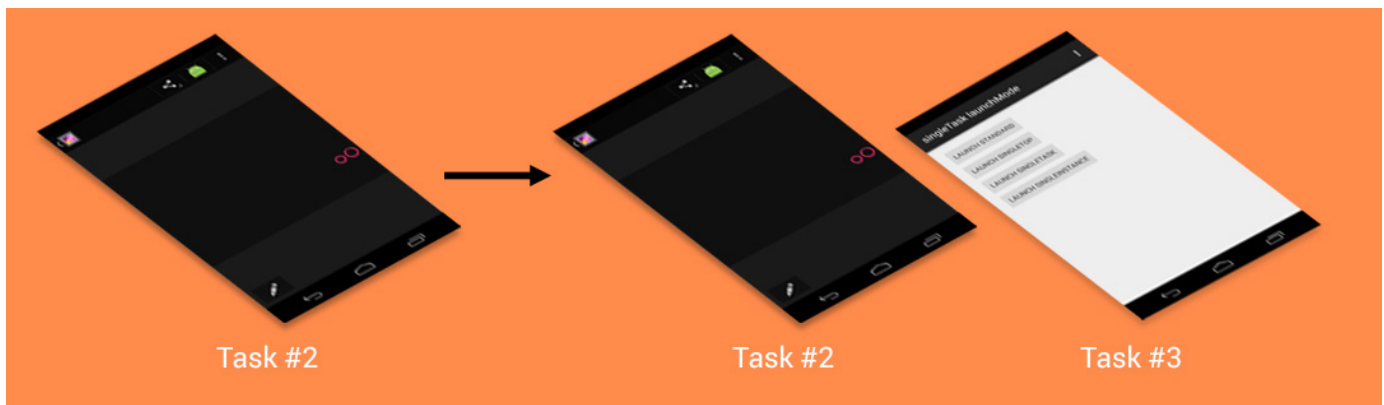 singleTask launchMode
LAUNCH STANDARD
LAUNCH SINGLETOP
LAUNCH SINGLETASK
LAUNCH SINGLEINSTANCE
Task #2
Task #2
Task #3